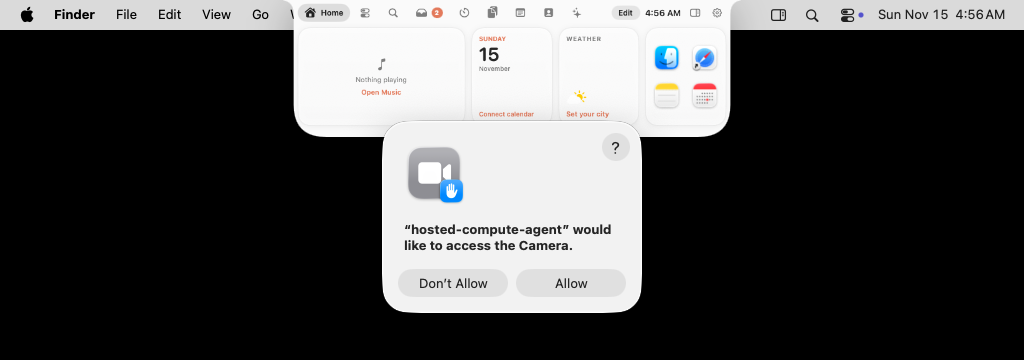 Finder File Edit View Go
Home 2 Edit 4:56 AM
Sun Nov 15 4:56 AM
Nothing playing
Open Music
SUNDAY
15
November
Connect calendar
WEATHER
Set your city
?
“hosted-compute-agent” would
like to access the Camera.
Don't Allow Allow